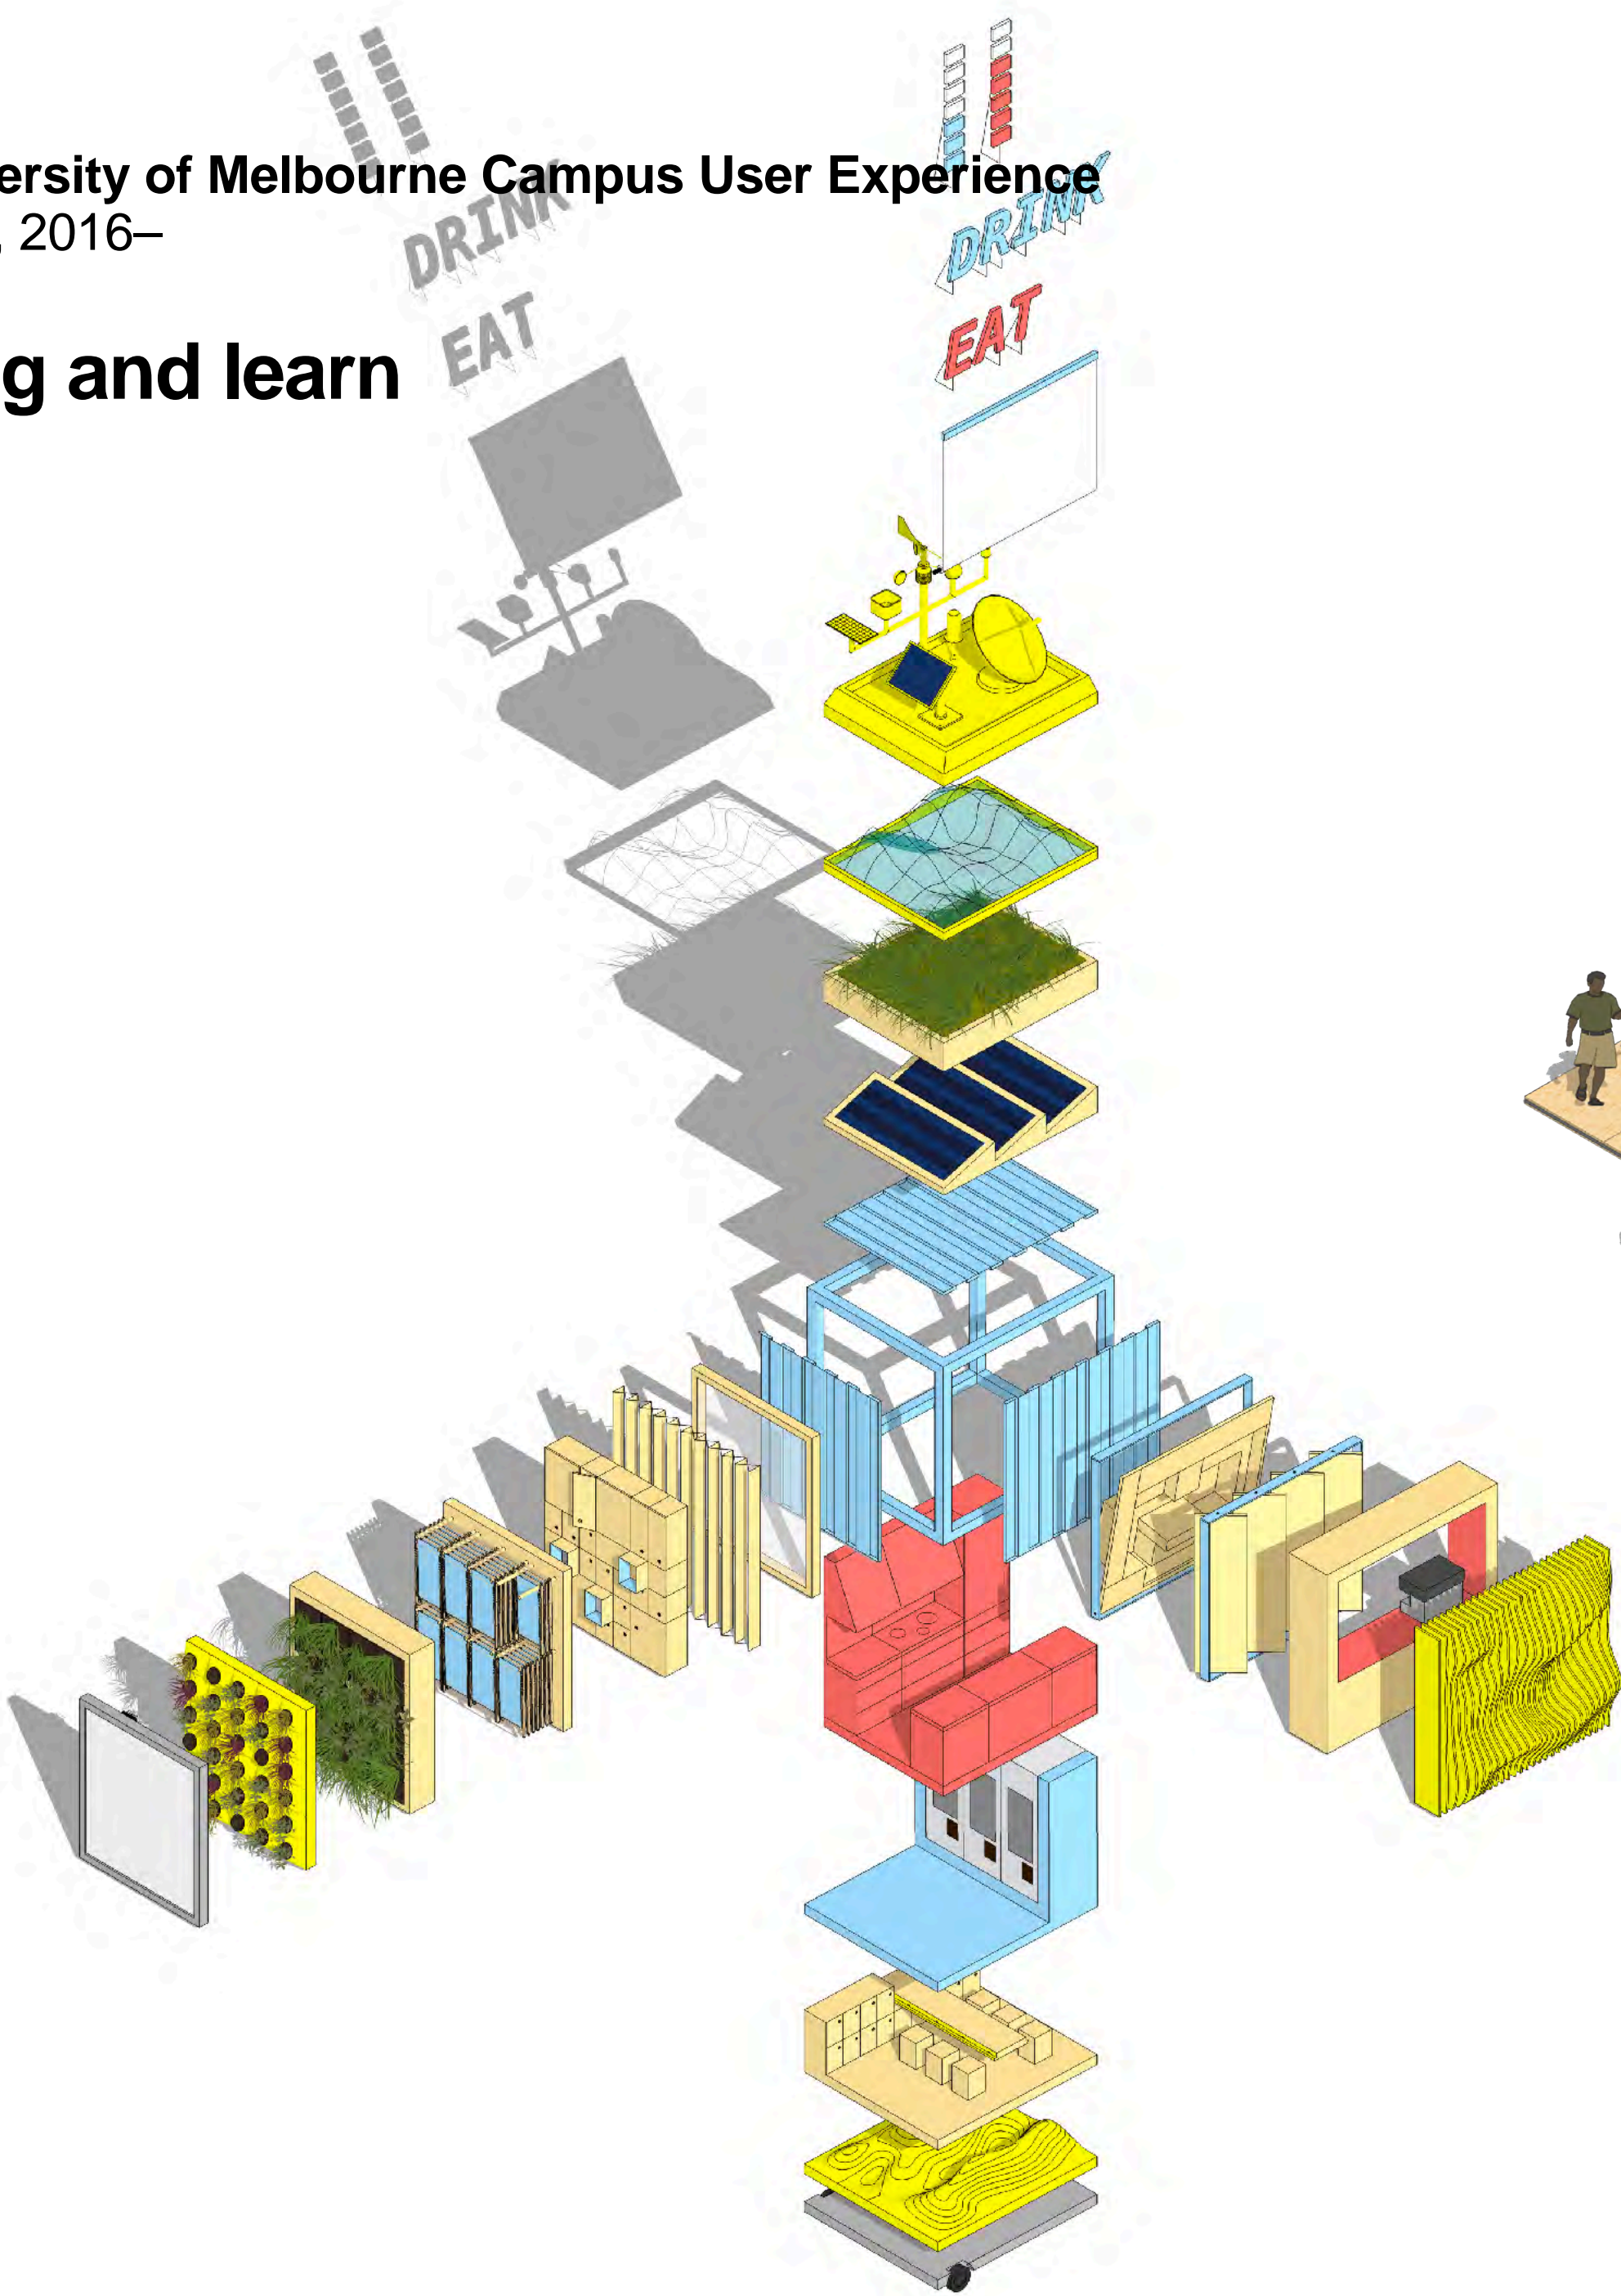 ersity of Melbourne Campus User Experience
, 2016–
g and learn
DRINK
EAT
DRINK
EAT